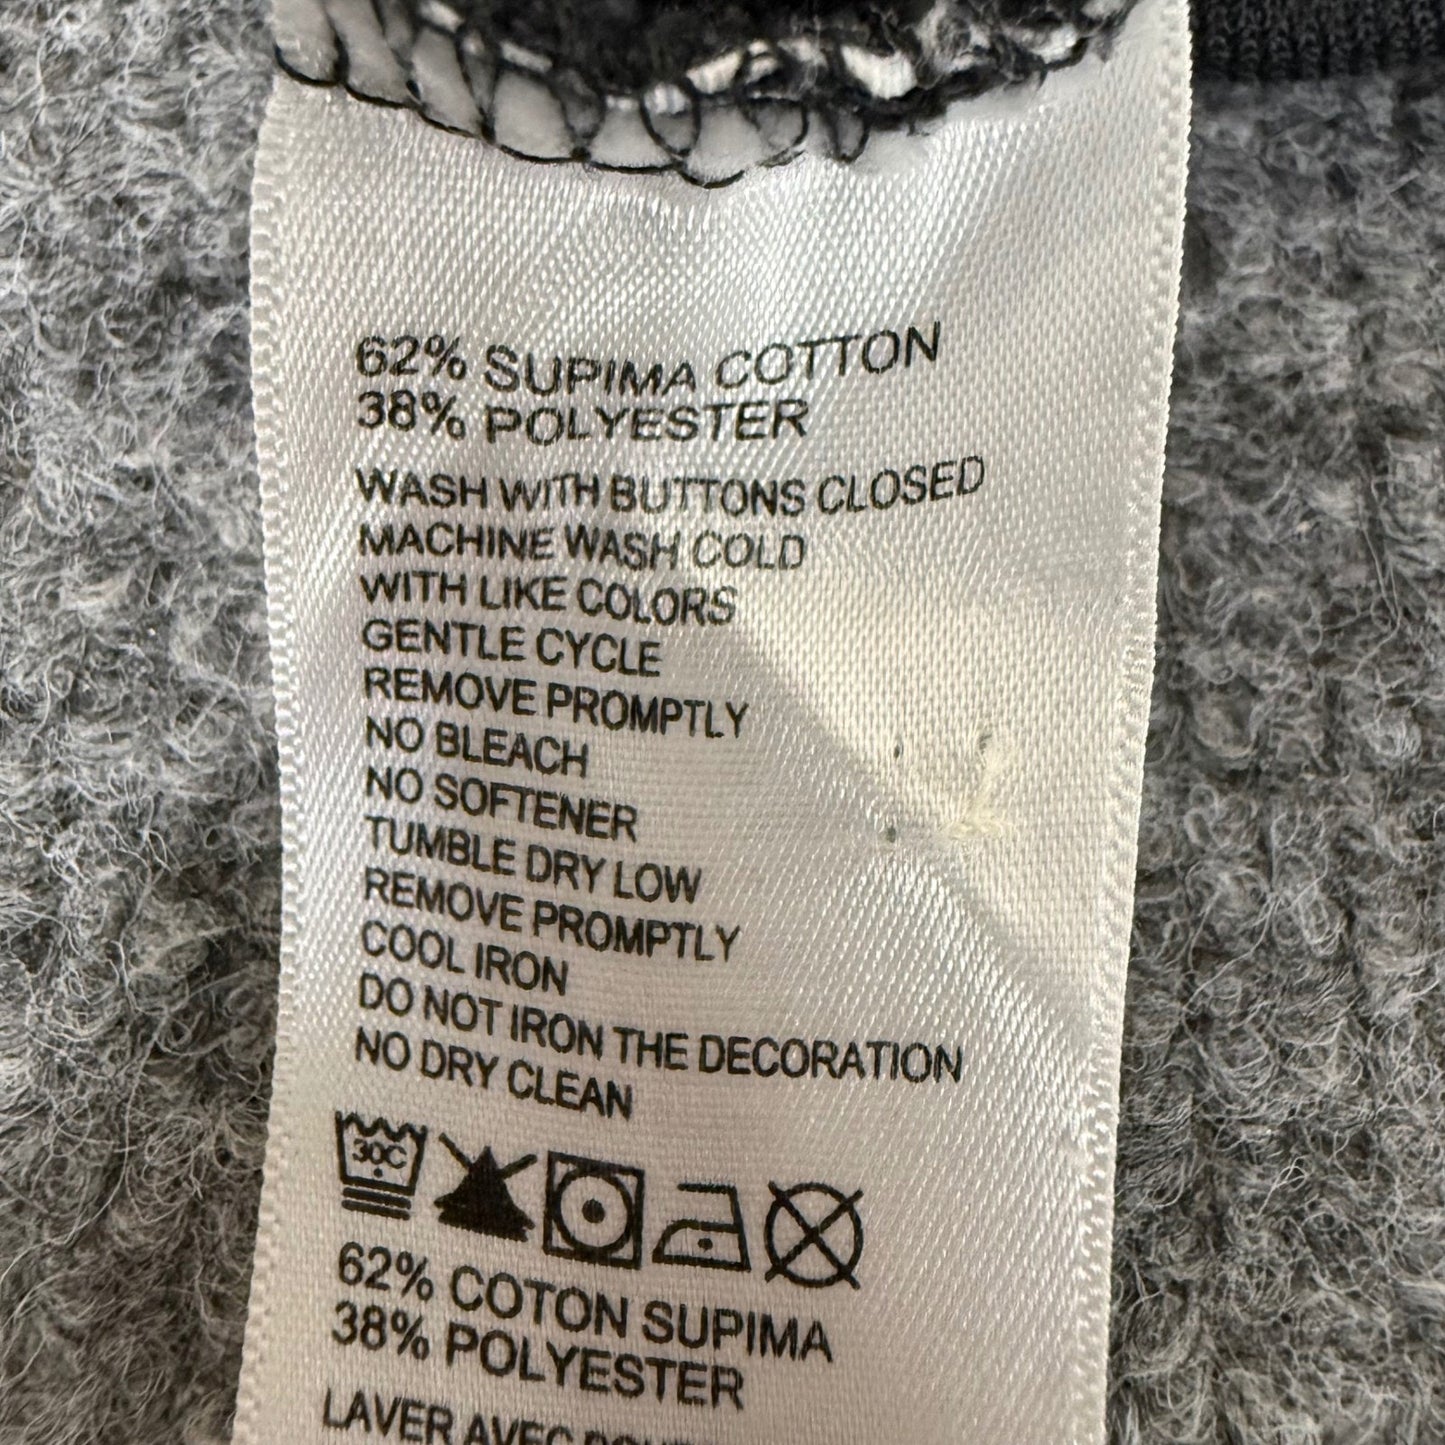 62% SUPIMA COTTON
38% POLYESTER
WASH WITH BUTTONS CLOSED
MACHINE WASH COLD
WITH LIKE COLORS
GENTLE CYCLE
REMOVE PROMPTLY
NO BLEACH
NO SOFTENER
TUMBLE DRY LOW
REMOVE PROMPTLY
COOL IRON
DO NOT IRON THE DECORATION
NO DRY CLEAN
30C
62% COTON SUPIMA
38% POLYESTER
LAVER AVEC